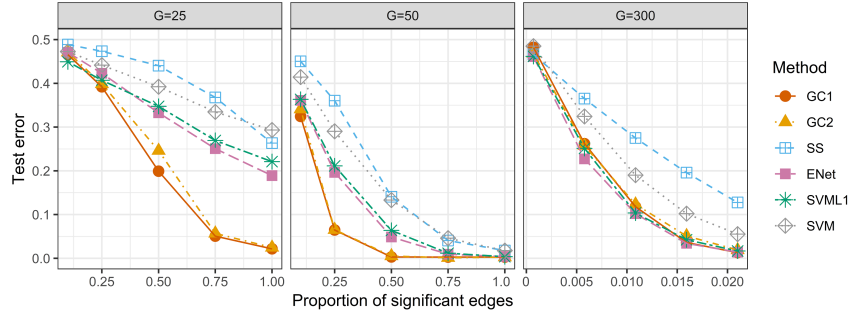 G=25
G=50
G=300
0.5
0.4
0.3
0.2
0.1
0.0
Test error
0.25
0.50
0.75
1.00
0.25
0.50
0.75
1.0
0
0.005
0.010
0.015
0.020
Proportion of significant edges
Method
GC1
GC2
SS
ENet
SVML1
SVM